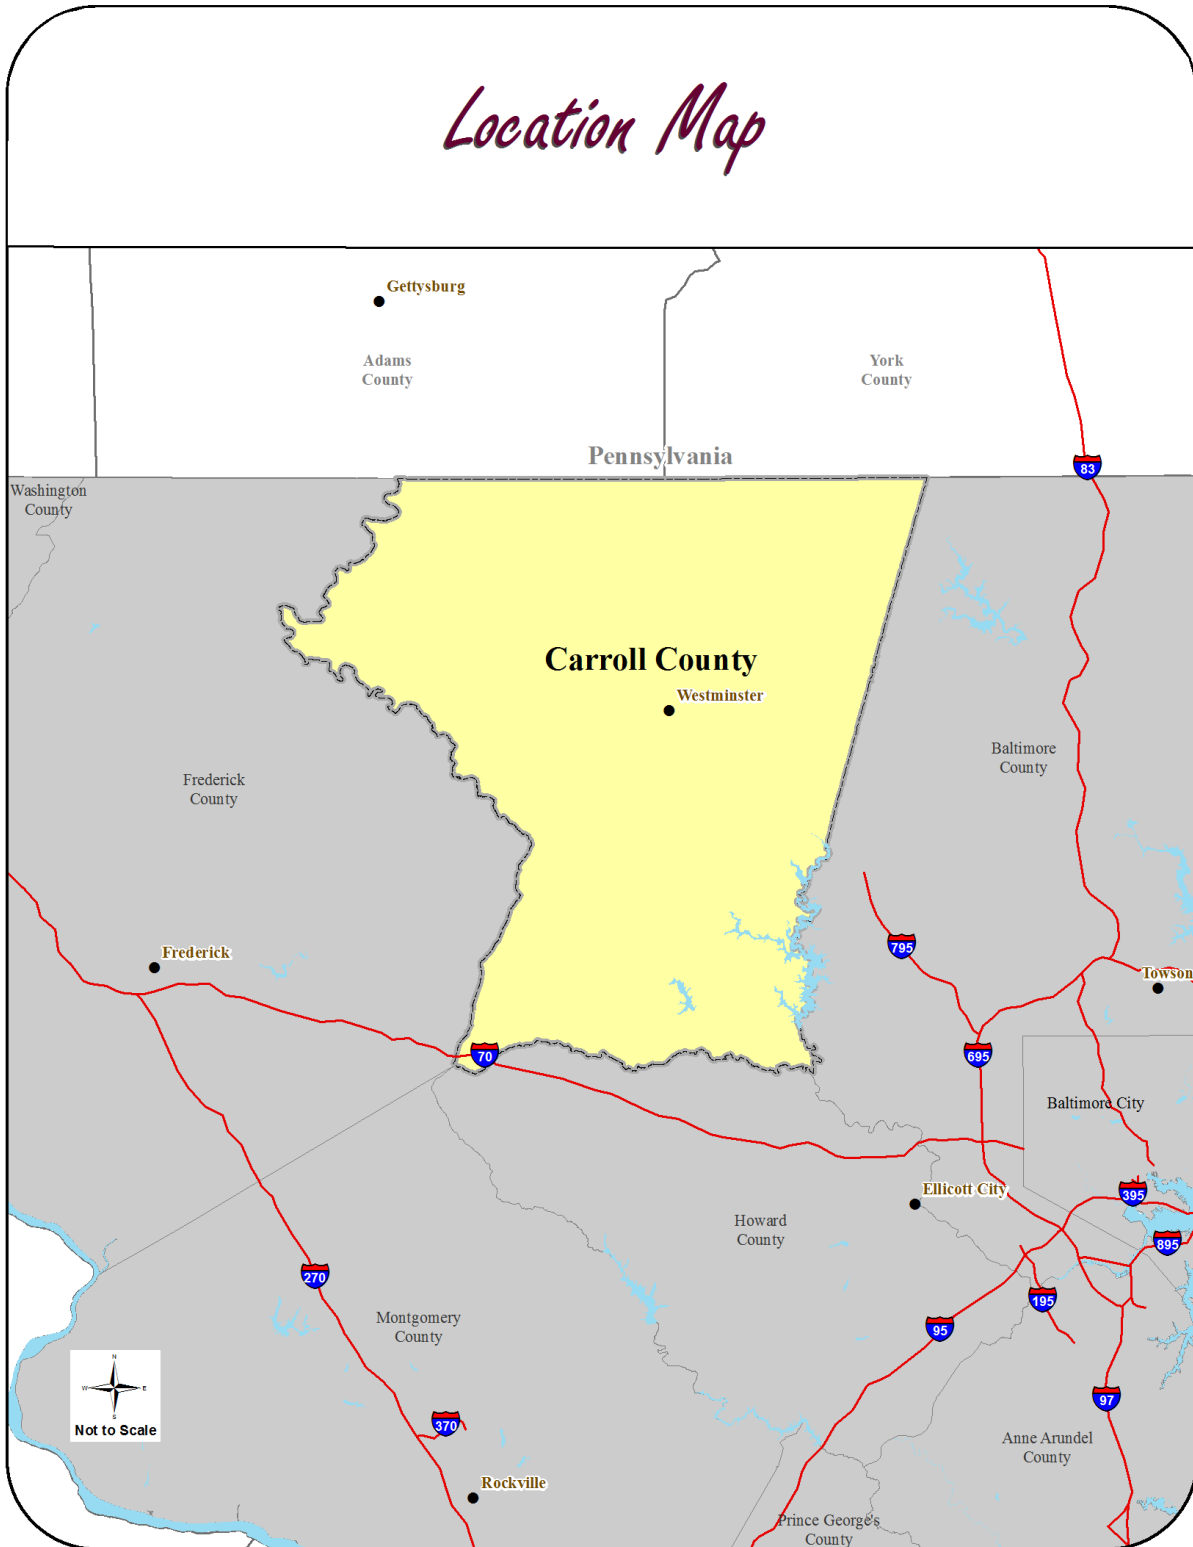 Location Map
Gettysburg
Adams
County
York
County
Pennsylvania
83
Washington
County
Carroll County
Westminster
Baltimore
County
Frederick
County
795
Frederick
Towson
70
695
Baltimore City
Ellicott City
395
Howard
County
895
270
195
Montgomery
County
95
N
W
E
S
Not to Scale
97
370
Anne Arundel
County
Rockville
Prince George's
County